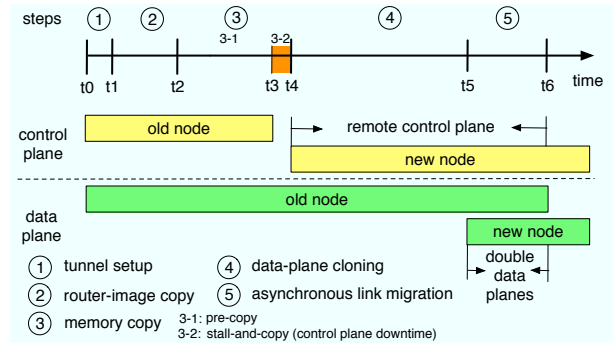 steps 1 2 3 4 5
3-1 3-2
t0 t1 t2 t3 t4 t5 t6 time
control plane
old node
remote control plane
new node
data plane
old node
new node
double data planes
1 tunnel setup
2 router-image copy
3 memory copy
3-1: pre-copy
3-2: stall-and-copy (control plane downtime)
4 data-plane cloning
5 asynchronous link migration